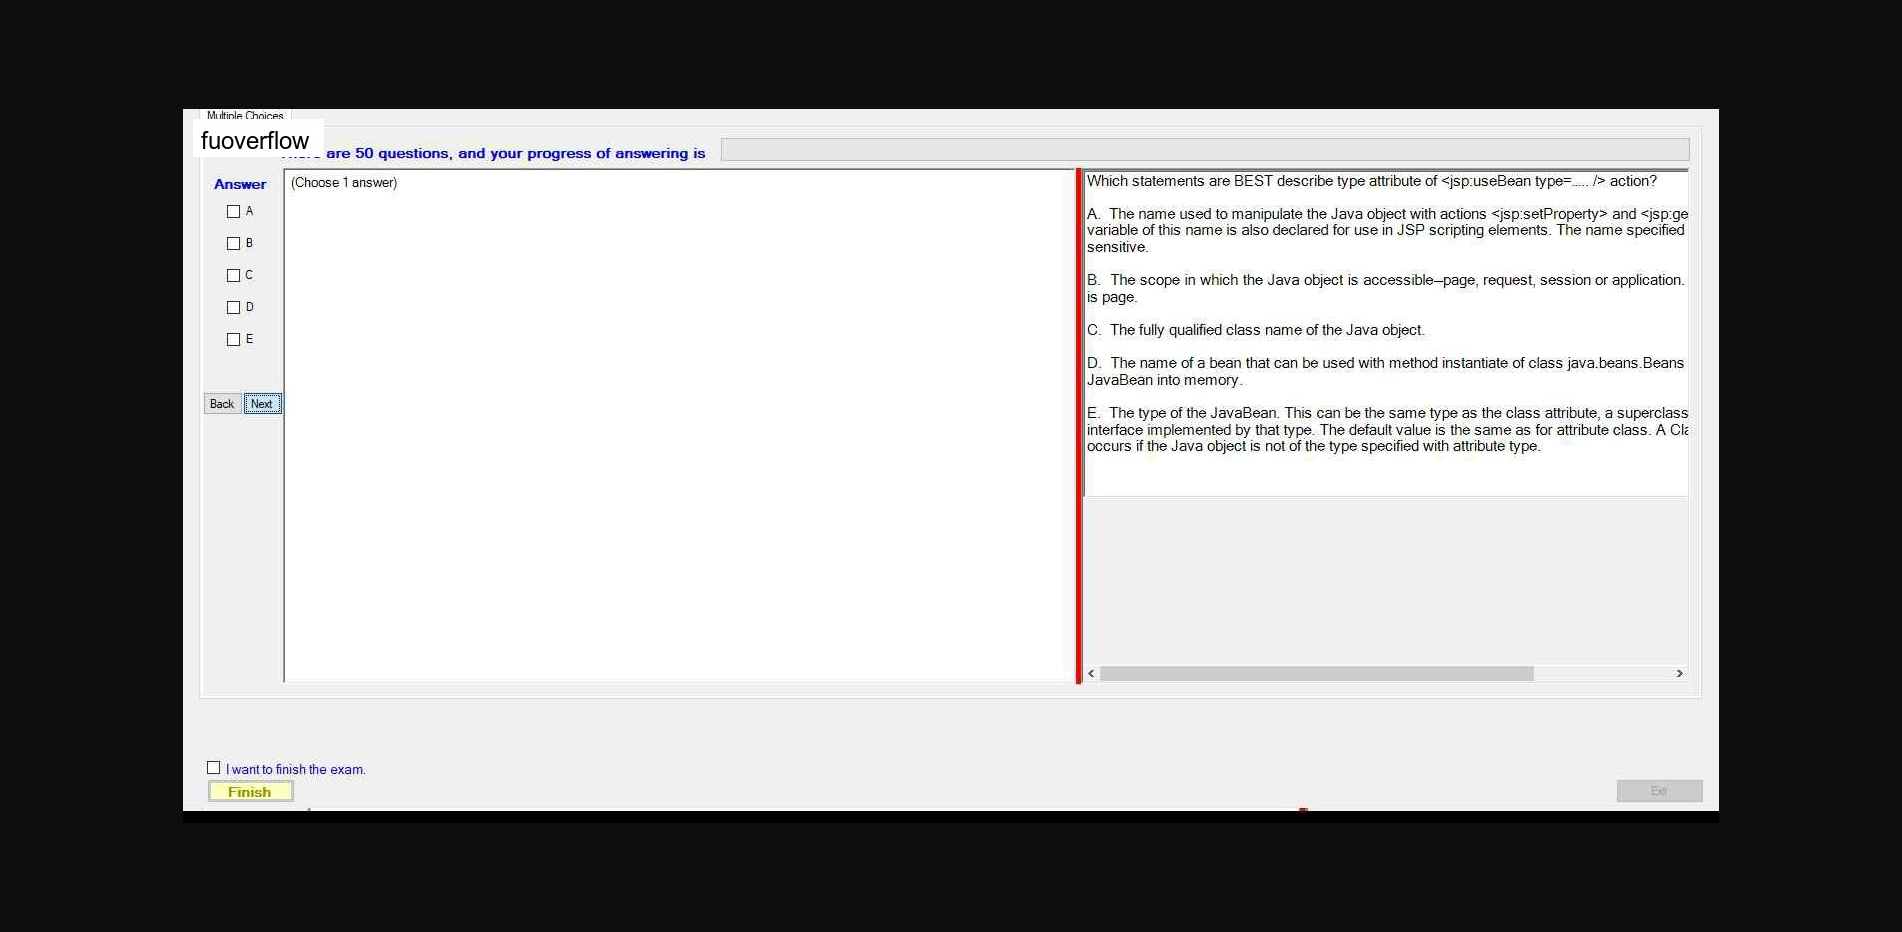 Multiple Choices
fuoverflow
are 50 questions, and your progress of answering is
Answer
(Choose 1 answer)
A
B
C
D
E
Back Next
Which statements are BEST describe type attribute of <jsp:useBean type=..... /> action?
A. The name used to manipulate the Java object with actions <jsp:setProperty> and <jsp:ge
variable of this name is also declared for use in JSP scripting elements. The name specified
sensitive.
B. The scope in which the Java object is accessible--page, request, session or application.
is page.
C. The fully qualified class name of the Java object.
D. The name of a bean that can be used with method instantiate of class java.beans.Beans
JavaBean into memory.
E. The type of the JavaBean. This can be the same type as the class attribute, a superclass
interface implemented by that type. The default value is the same as for attribute class. A Cla
occurs if the Java object is not of the type specified with attribute type.
I want to finish the exam.
Finish
Exit